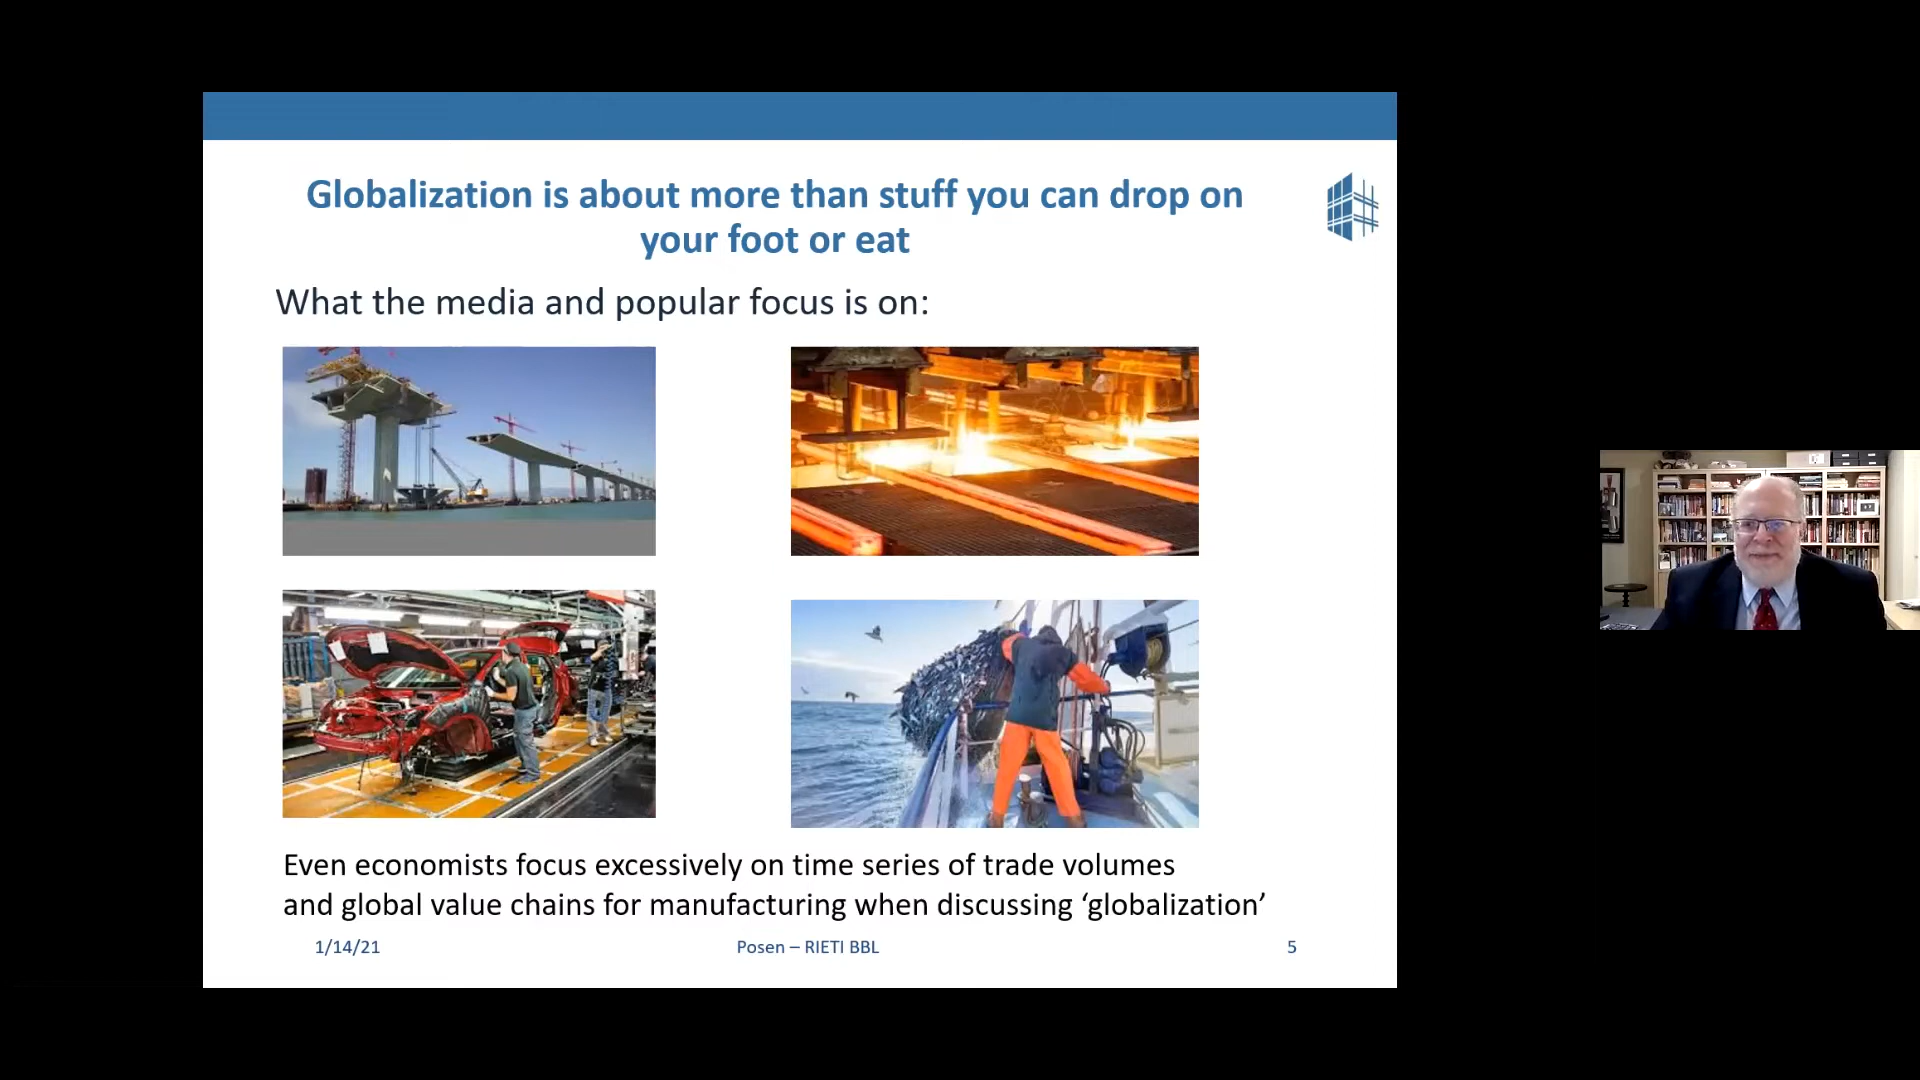 Globalization is about more than stuff you can drop on
your foot or eat
What the media and popular focus is on:
Even economists focus excessively on time series of trade volumes
and global value chains for manufacturing when discussing ‘globalization’
1/14/21
Posen – RIETI BBL
5